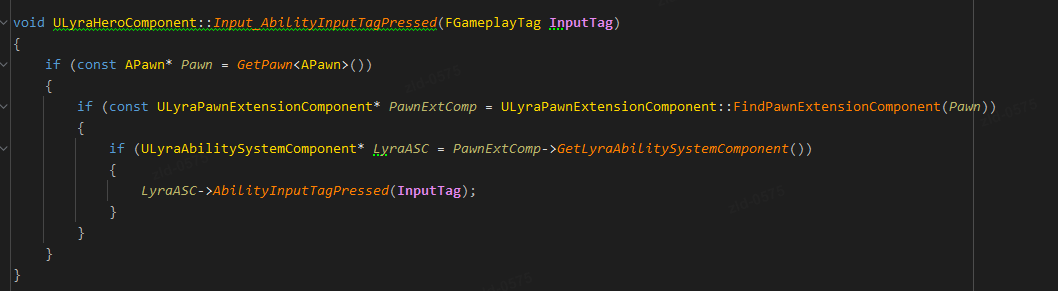 void ULyraHeroComponent::Input_AbilityInputTagPressed(FGameplayTag InputTag)
{
    if (const APawn* Pawn = GetPawn<APawn>())
    {
        if (const ULyraPawnExtensionComponent* PawnExtComp = ULyraPawnExtensionComponent::FindPawnExtensionComponent(Pawn))
        {
            if (ULyraAbilitySystemComponent* LyraASC = PawnExtComp->GetLyraAbilitySystemComponent())
            {
                LyraASC->AbilityInputTagPressed(InputTag);
            }
        }
    }
}